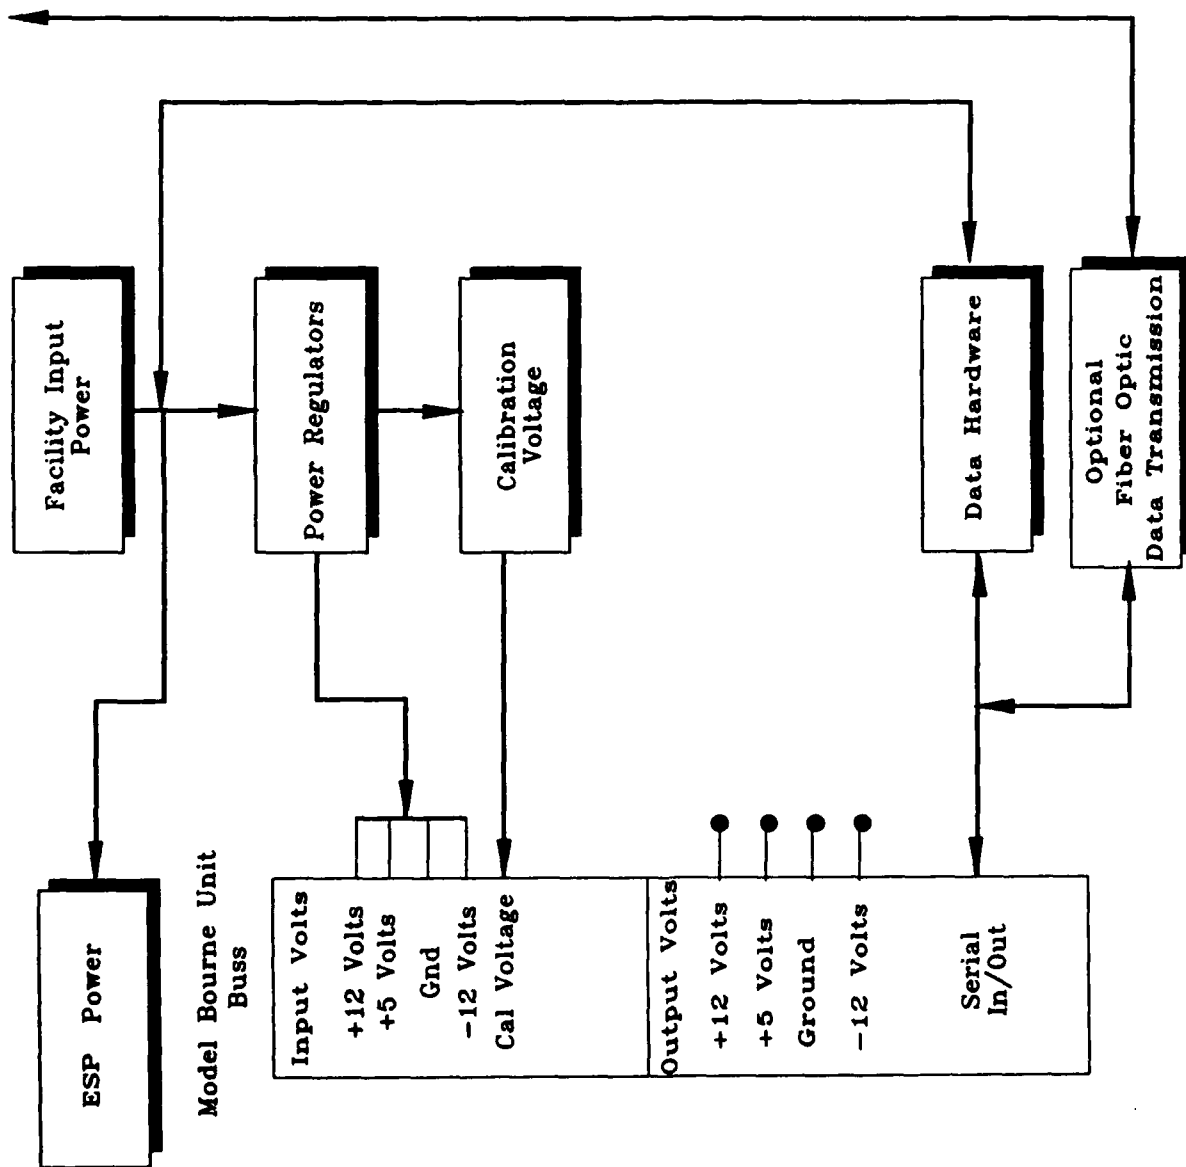 Facility Input
Power
Power Regulators
Calibration
Voltage
Data Hardware
Optional
Fiber Optic
Data Transmission
ESP Power
Model Bourne Unit
Buss
Input Volts
+12 Volts
+5 Volts
Gnd
-12 Volts
Cal Voltage
Output Volts
+12 Volts
+5 Volts
Ground
-12 Volts
Serial
In/Out